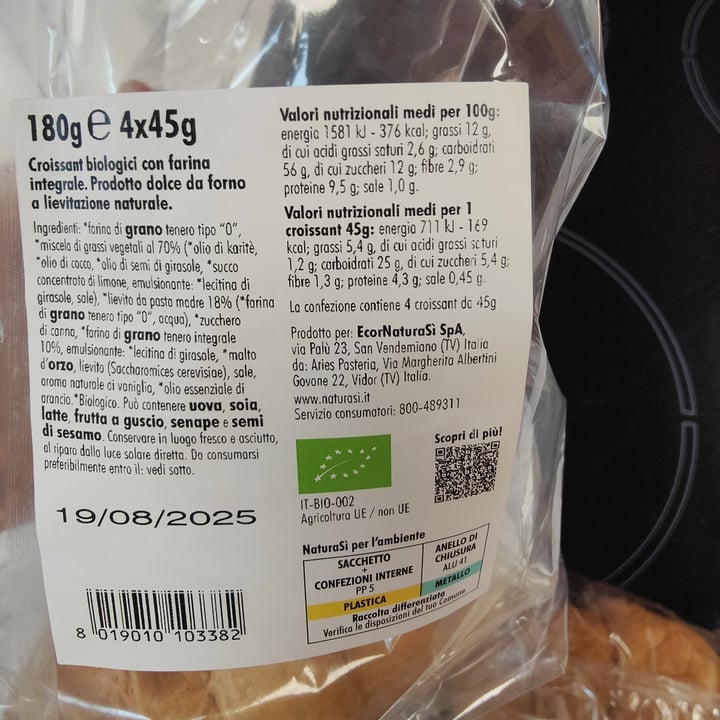 180g ℮ 4x45g
Croissant biologici con farina
integrale. Prodotto dolce da forno
a lievitazione naturale.
Ingredienti: *farina di grano tenero tipo "0",
*miscela di grassi vegetali al 70% (*olio di karitè,
*olio di cocco, *olio di semi di girasole, *succo
concentrato di limone, emulsionante: *lecitina di
girasole, sale), *lievito da pasta madre 18% (*farina
di grano tenero tipo "0", acqua), *zucchero
di canna, *farina di grano tenero integrale
10%, emulsionante: *lecitina di girasole, *malto
d'orzo, lievito (Saccharomices cerevisiae), sale,
aroma naturale di vaniglia, *olio essenziale di
arancio. *Biologico. Può contenere uova, soia,
latte, frutta a guscio, senape e semi
di sesamo. Conservare in luogo fresco e asciutto,
al riparo dalla luce solare diretta. Da consumarsi
preferibilmente entro il: vedi sotto.
19/08/2025
8 019010 103382
Valori nutrizionali medi per 100g:
energia 1581 kJ - 376 kcal; grassi 12 g,
di cui acidi grassi saturi 2,6 g; carboidrati
56 g, di cui zuccheri 12 g; fibre 2,9 g;
proteine 9,5 g; sale 1,0 g.
Valori nutrizionali medi per 1
croissant 45g: energia 711 kJ - 169
kcal; grassi 5,4 g, di cui acidi grassi saturi
1,2 g; carboidrati 25 g, di cui zuccheri 5,4 g;
fibre 1,3 g; proteine 4,3 g; sale 0,45 g.
La confezione contiene 4 croissant da 45g
Prodotto per: EcorNaturaSì SpA,
via Palù 23, San Vendemiano (TV) Italia
da: Aries Pasteria, Via Margherita Albertini
Govone 22, Vidor (TV) Italia.
www.naturasi.it
Servizio consumatori: 800-489311
Scopri di più!
IT-BIO-002
Agricoltura UE / non UE
NaturaSì per l'ambiente
SACCHETTO
+
CONFEZIONI INTERNE
PP 5
PLASTICA
ANELLO DI
CHIUSURA
ALU 41
METALLO
Raccolta differenziata
Verifica le disposizioni del tuo Comune.